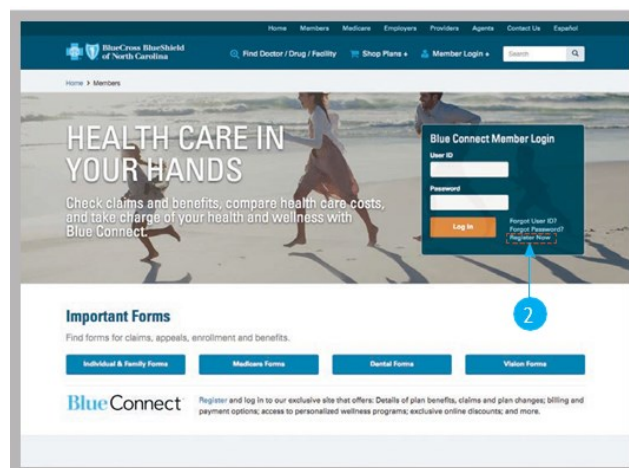 Home Members Medicare Employers Providers Agents Contact Us Español
BlueCross BlueShield
of North Carolina
Find Doctor / Drug / Facility Shop Plans + Member Login + Search
Home > Members
HEALTH CARE IN
YOUR HANDS
Check claims and benefits, compare health care costs,
and take charge of your health and wellness with
Blue Connect.
Blue Connect Member Login
User ID
Password
Log In
Forgot User ID?
Forgot Password?
Register Now
2
Important Forms
Find forms for claims, appeals, enrollment and benefits.
Individual & Family Forms Medicare Forms Dental Forms Vision Forms
Blue Connect
Register and log in to our exclusive site that offers: Details of plan benefits, claims and plan changes; billing and
payment options; access to personalized wellness programs; exclusive online discounts; and more.